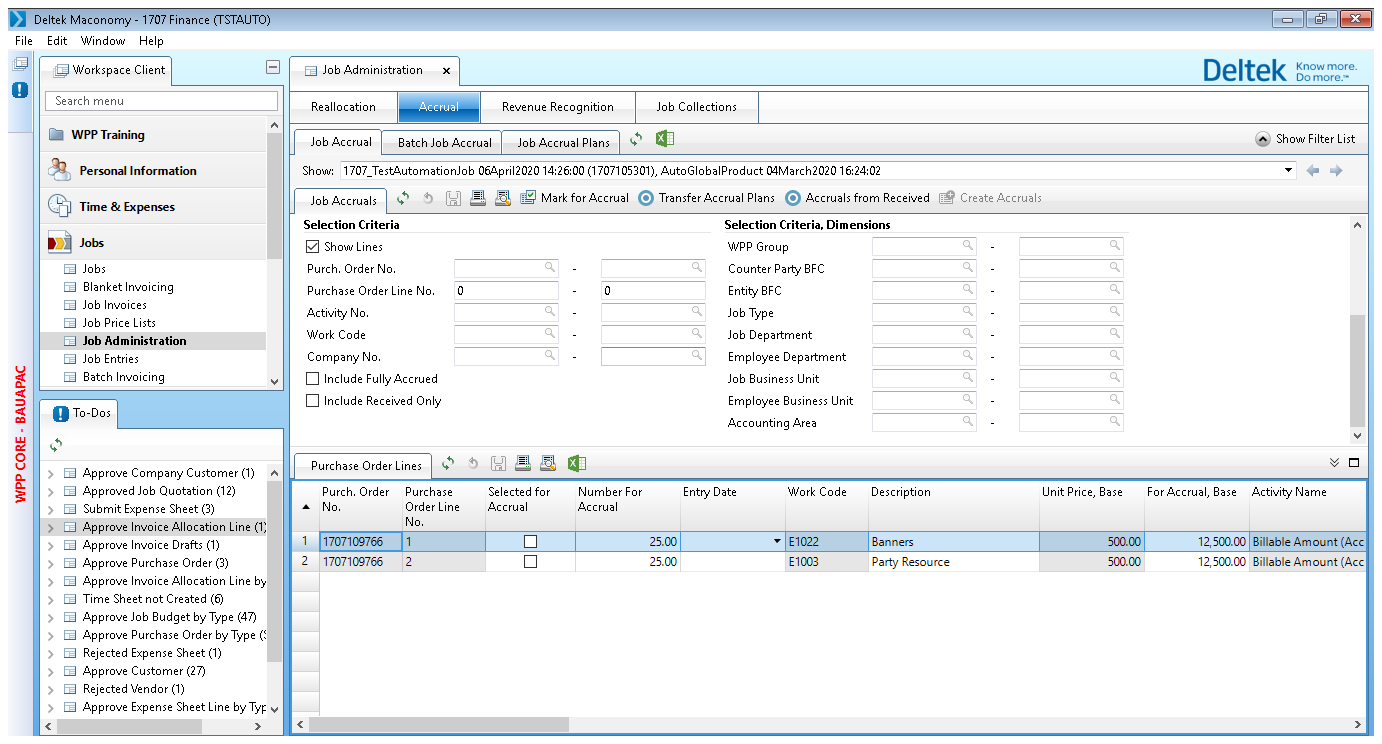 Deltek Maconomy - 1707 Finance (TSTAUTO)
File Edit Window Help
WPP CORE - BAUAPAC
Workspace Client
Search menu
WPP Training
Personal Information
Time & Expenses
Jobs
Jobs
Blanket Invoicing
Job Invoices
Job Price Lists
Job Administration
Job Entries
Batch Invoicing
To-Dos
Approve Company Customer (1)
Approved Job Quotation (12)
Submit Expense Sheet (3)
Approve Invoice Allocation Line (1)
Approve Invoice Drafts (1)
Approve Purchase Order (3)
Approve Invoice Allocation Line by
Time Sheet not Created (6)
Approve Job Budget by Type (47)
Approve Purchase Order by Type (
Rejected Expense Sheet (1)
Approve Customer (27)
Rejected Vendor (1)
Approve Expense Sheet Line by Typ
Job Administration x
Deltek Know more.
Do more.™
Reallocation Accrual Revenue Recognition Job Collections
Job Accrual Batch Job Accrual Job Accrual Plans
Show Filter List
Show: 1707_TestAutomationJob 06April2020 14:26:00 (1707105301), AutoGlobalProduct 04March2020 16:24:02
Job Accruals Mark for Accrual Transfer Accrual Plans Accruals from Received Create Accruals
Selection Criteria Selection Criteria, Dimensions
Show Lines WPP Group -
Purch. Order No. - Counter Party BFC -
Purchase Order Line No. 0 - 0 Entity BFC -
Activity No. - Job Type -
Work Code - Job Department -
Company No. - Employee Department -
Include Fully Accrued Job Business Unit -
Include Received Only Employee Business Unit -
Accounting Area -
Purchase Order Lines
Purch. Order Purchase Selected for Number For Entry Date Work Code Description Unit Price, Base For Accrual, Base Activity Name
No. Order Line Accrual Accrual
No.
1 1707109766 1 25.00 E1022 Banners 500.00 12,500.00 Billable Amount (Acc
2 1707109766 2 25.00 E1003 Party Resource 500.00 12,500.00 Billable Amount (Acc